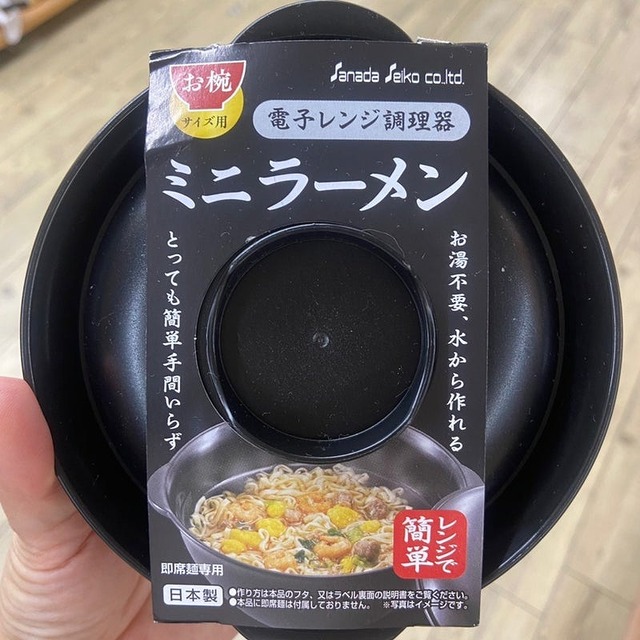 お椀
サイズ用
Sanada Seiko co.ltd.
電子レンジ調理器
ミニラーメン
お湯不要、水から作れる
とっても簡単手間いらず
レンジで
簡単
即席麺専用
日本製
●作り方は本品のフタ、又はラベル裏面の説明書をご覧ください。
●本品に即席麺は付属しておりません。 ※写真はイメージです。